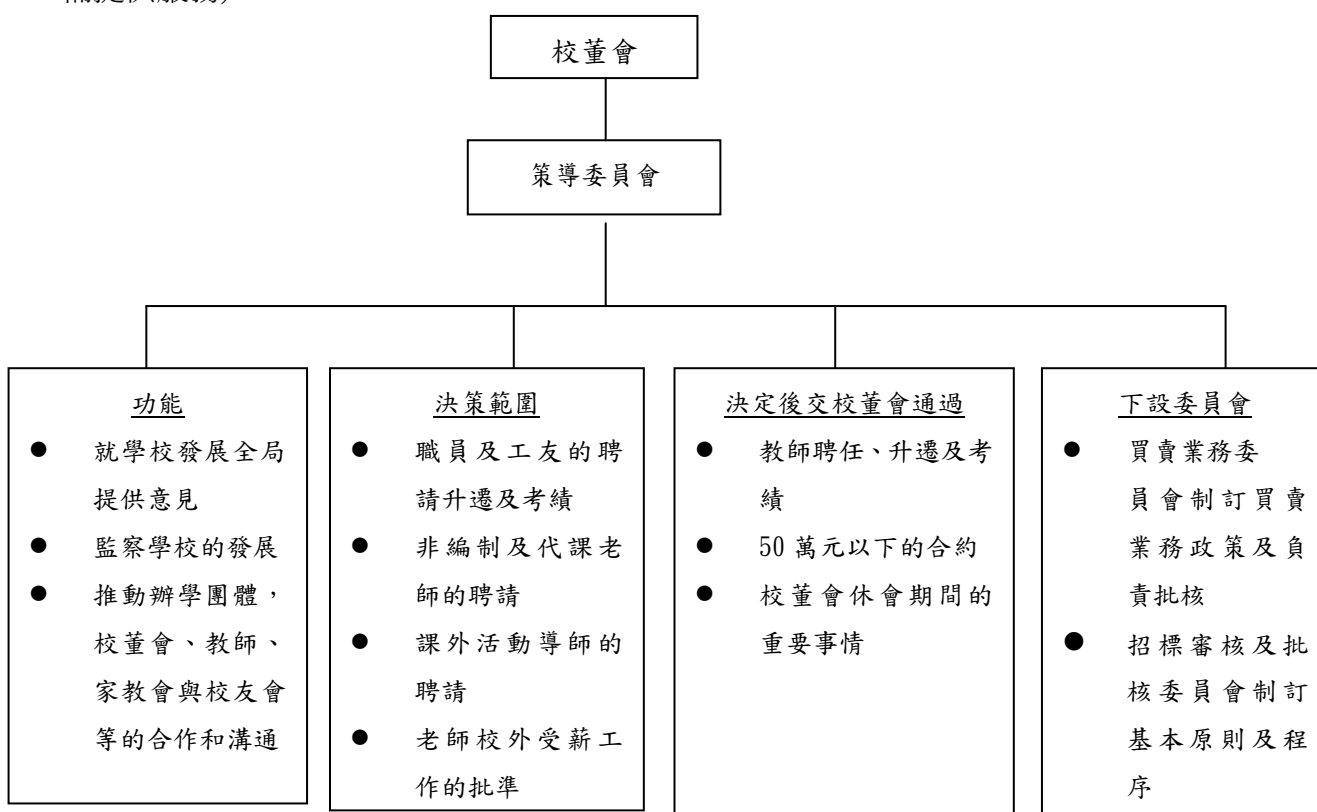 校董會
策導委員會
功能
● 就學校發展全局
提供意見
● 監察學校的發展
● 推動辦學團體，
校董會、教師、
家教會與校友會
等的合作和溝通
決策範圍
● 職員及工友的聘
請升遷及考績
● 非編制及代課老
師的聘請
● 課外活動導師的
聘請
● 老師校外受薪工
作的批準
決定後交校董會通過
● 教師聘任、升遷及考
績
● 50 萬元以下的合約
● 校董會休會期間的
重要事情
下設委員會
● 買賣業務委
員會制訂買賣
業務政策及負
責批核
● 招標審核及批
核委員會制訂
基本原則及程
序